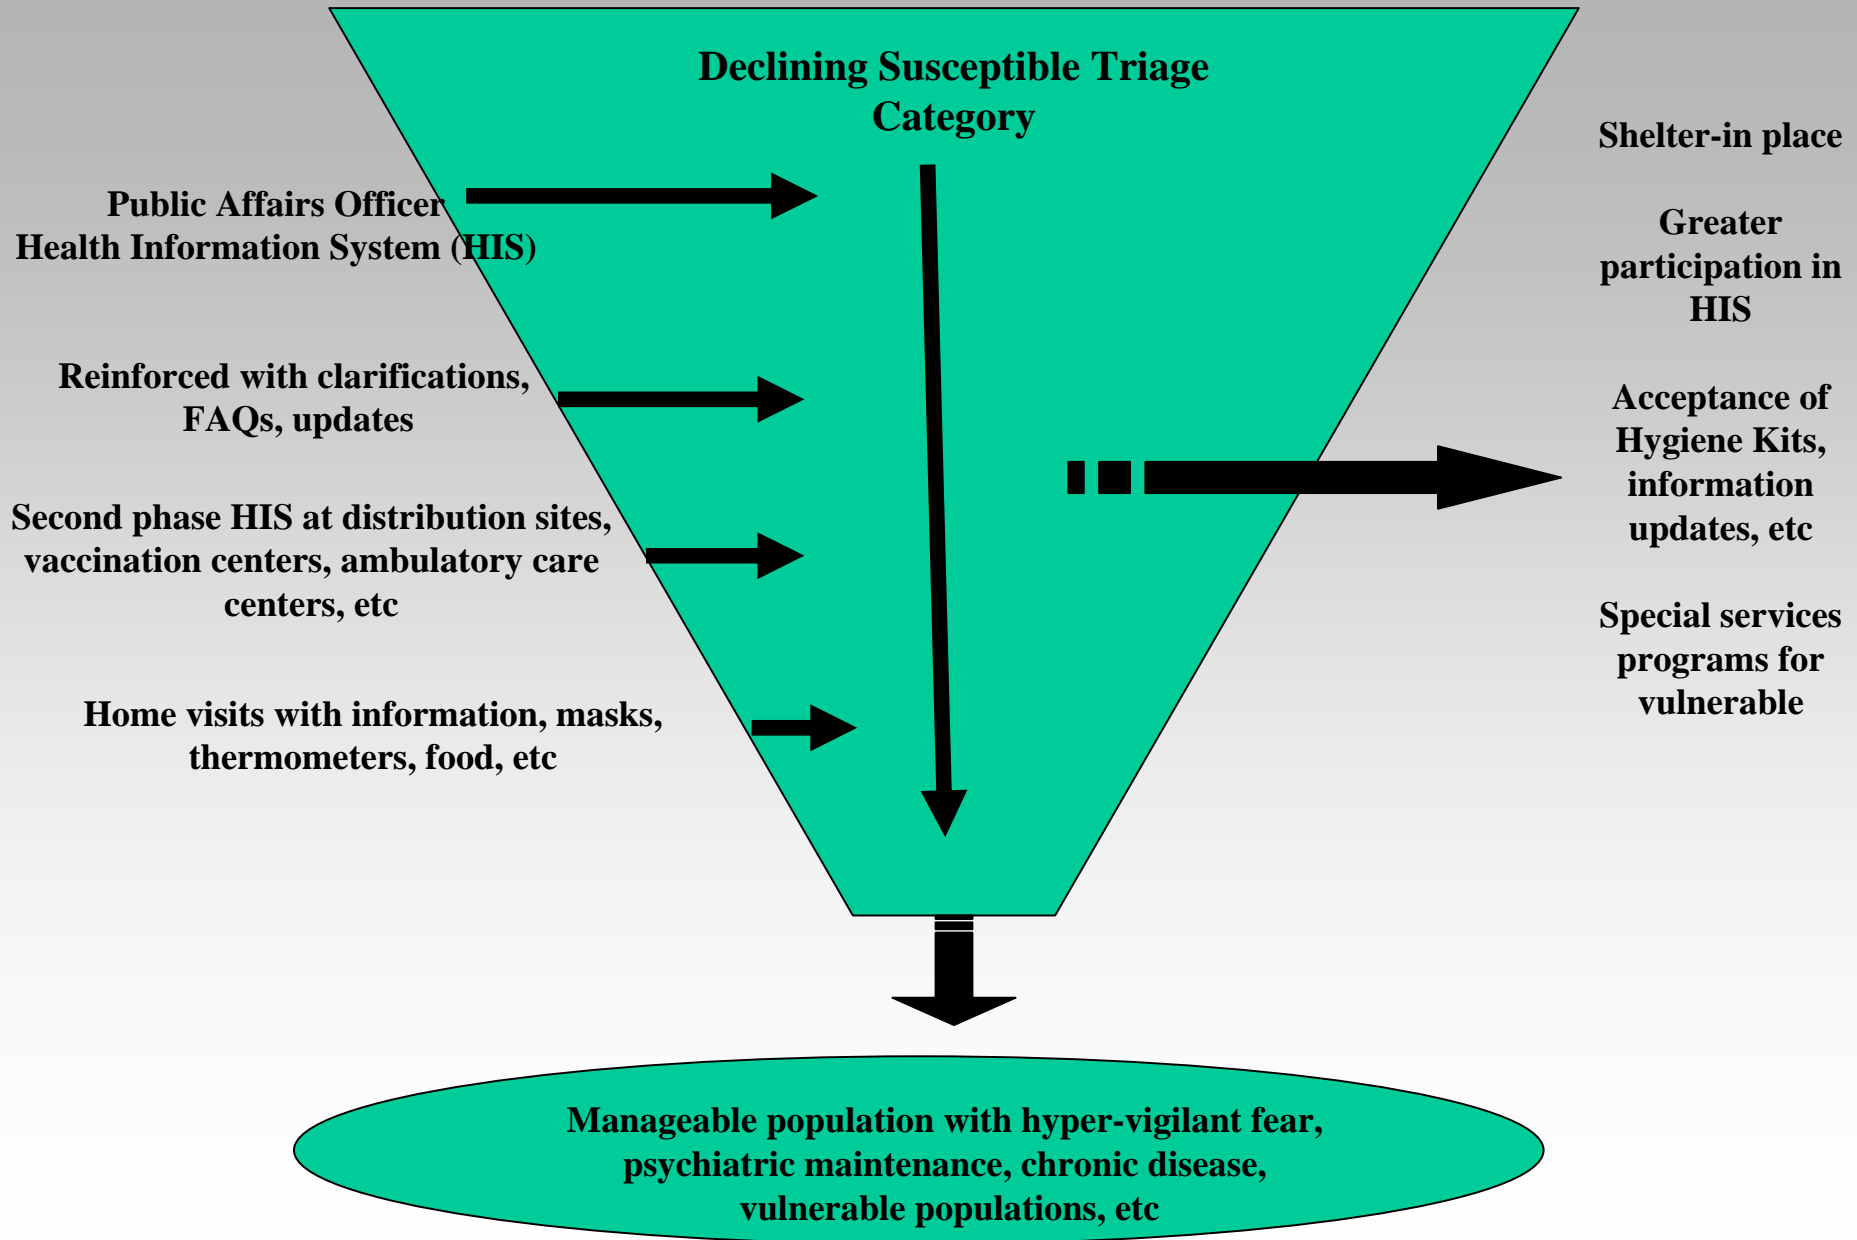 Declining Susceptible Triage
Category
Public Affairs Officer
Health Information System (HIS)
Reinforced with clarifications,
FAQs, updates
Second phase HIS at distribution sites,
vaccination centers, ambulatory care
centers, etc
Home visits with information, masks,
thermometers, food, etc
Shelter-in place
Greater
participation in
HIS
Acceptance of
Hygiene Kits,
information
updates, etc
Special services
programs for
vulnerable
Manageable population with hyper-vigilant fear,
psychiatric maintenance, chronic disease,
vulnerable populations, etc